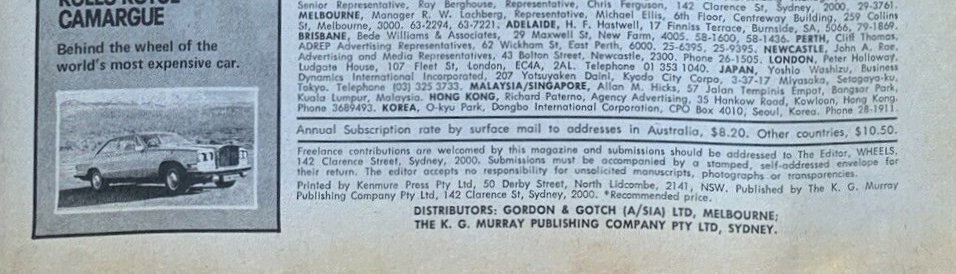 ROLLS-ROYCE
CAMARGUE
Behind the wheel of the
world's most expensive car.
Senior Representative, Ray Berghouse, Representative, Chris Ferguson, 142 Clarence St, Sydney, 2000, 29-3761.
MELBOURNE, Manager R. W. Lachberg, Representative, Michael Ellis, 6th Floor, Centreway Building, 259 Collins
St, Melbourne, 3000. 63-2294, 63-7221. ADELAIDE, H. F. Hastwell, 17 Finniss Terrace, Burnside, SA, 5066, 79-1869.
BRISBANE, Bede Williams & Associates, 29 Maxwell St, New Farm, 4005. 58-1600, 58-1436. PERTH, Cliff Thomas,
ADREP Advertising Representatives, 62 Wickham St, East Perth, 6000. 25-6395, 25-9395. NEWCASTLE, John A. Rae,
Advertising and Media Representatives, 43 Bolton Street, Newcastle, 2300. Phone 26-1505. LONDON, Peter Holloway,
Ludgate House, 107 Fleet St, London, EC4A, 2AL. Telephone 01 353 1040. JAPAN, Yoshio Washizu, Business
Dynamics International Incorporated, 207 Yotsuyaken Daini, Kyodo City Corpo, 3-37-17 Miyasaka, Setagaya-ku,
Tokyo. Telephone (03) 325 3733. MALAYSIA/SINGAPORE, Allan M. Hicks, 57 Jalan Tempinis Empat, Bangsar Park,
Kuala Lumpur, Malaysia. HONG KONG, Richard Paterno, Agency Advertising, 35 Hankow Road, Kowloon, Hong Kong.
Phone 3689493. KOREA, O-kyu Park, Dongbo International Corporation, CPO Box 4010, Seoul, Korea. Phone 28-1911.
Annual Subscription rate by surface mail to addresses in Australia, $8.20. Other countries, $10.50.
Freelance contributions are welcomed by this magazine and submissions should be addressed to The Editor, WHEELS,
142 Clarence Street, Sydney, 2000. Submissions must be accompanied by a stamped, self-addressed envelope for
their return. The editor accepts no responsibility for unsolicited manuscripts, photographs or transparencies.
Printed by Kenmure Press Pty Ltd, 50 Derby Street, North Lidcombe, 2141, NSW. Published by The K. G. Murray
Publishing Company Pty Ltd, 142 Clarence St, Sydney, 2000. *Recommended price.
DISTRIBUTORS: GORDON & GOTCH (A/SIA) LTD, MELBOURNE;
THE K. G. MURRAY PUBLISHING COMPANY PTY LTD, SYDNEY.